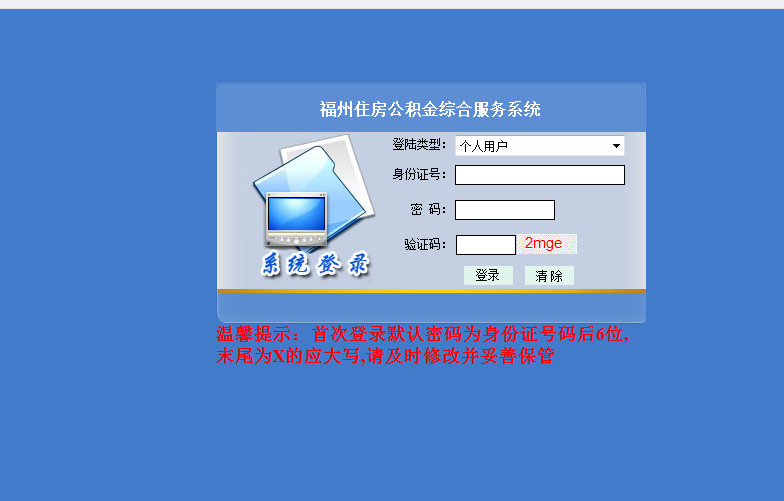 福州住房公积金综合服务系统
登陆类型： 个人用户
身份证号：
密 码：
验证码： 2mge
系统登录
登录 清除
温馨提示：首次登录默认密码为身份证号码后6位,
末尾为X的应大写,请及时修改并妥善保管